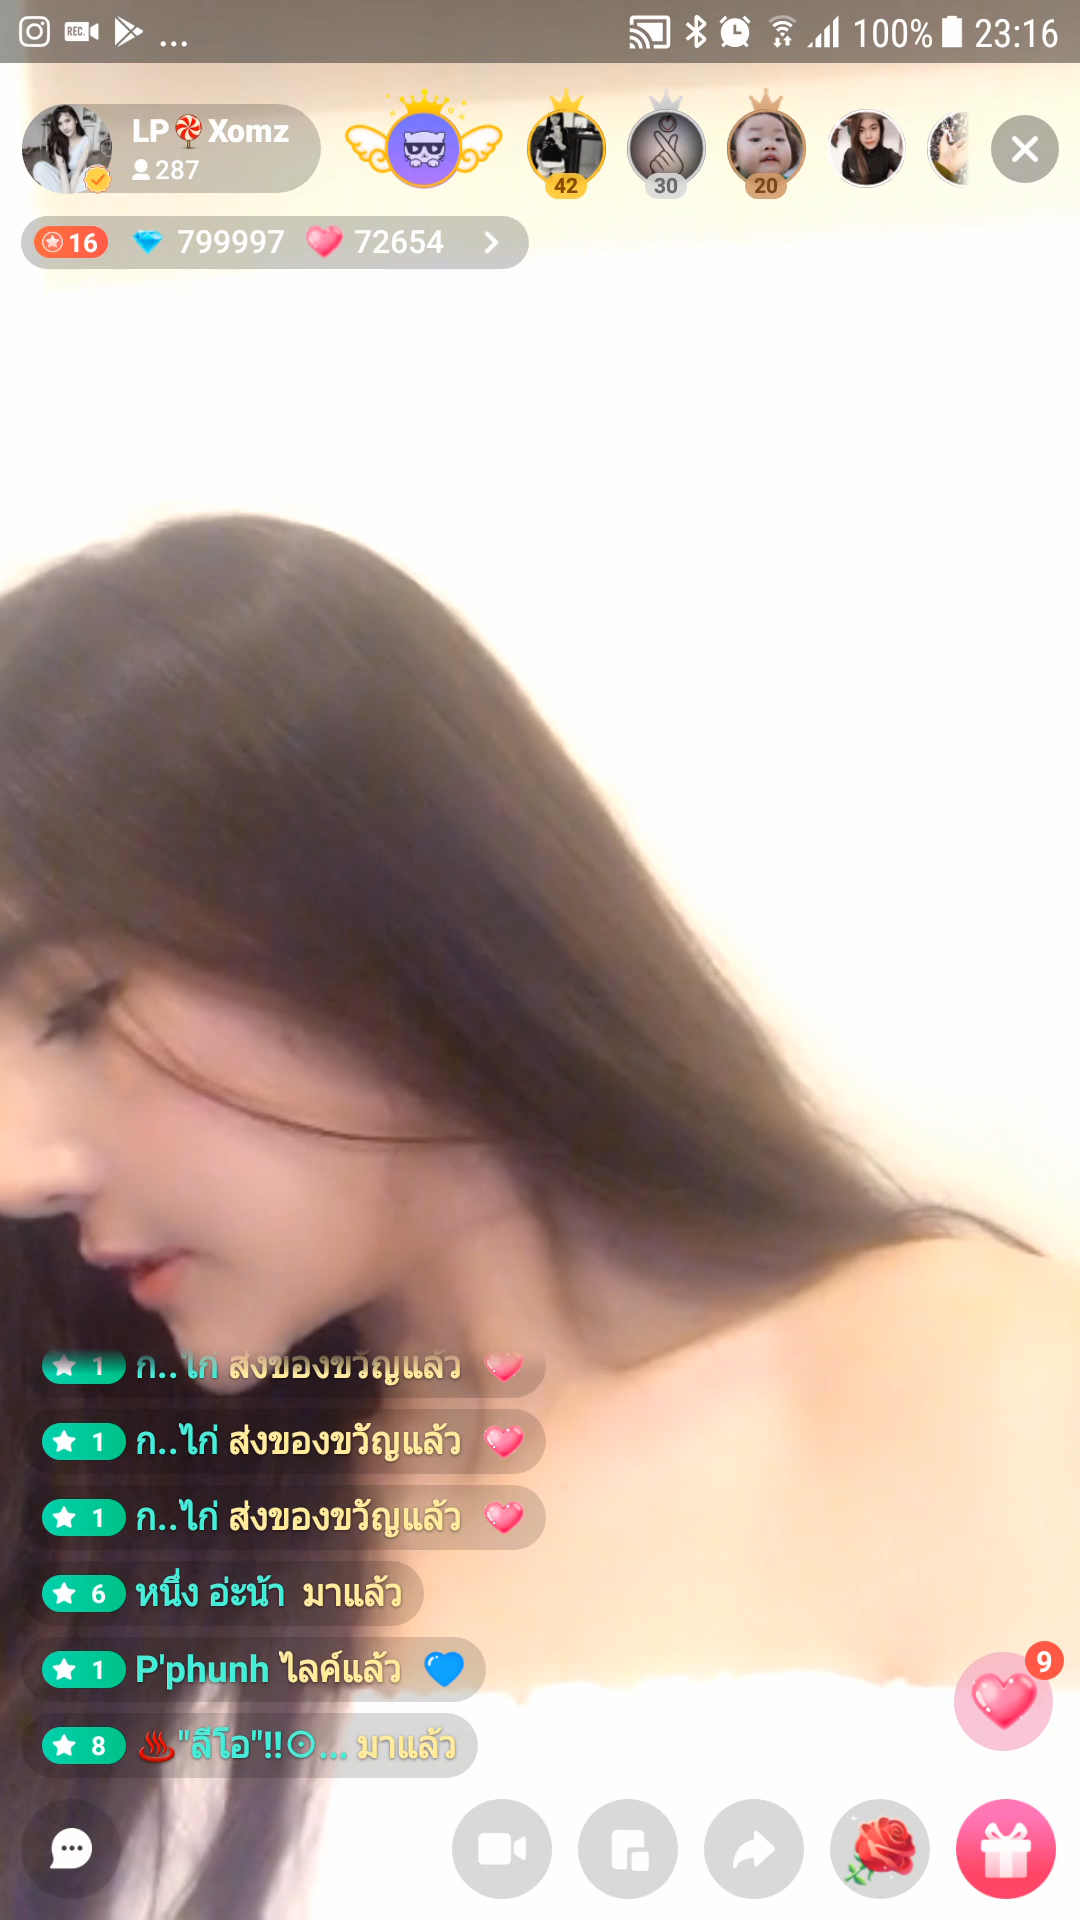 REC. ... 100% 23:16
LP Xomz
287
42 30 20
16 799997 72654
1 ก..ไก่ ส่งของขวัญแล้ว
1 ก..ไก่ ส่งของขวัญแล้ว
1 ก..ไก่ ส่งของขวัญแล้ว
6 หนึ่ง อ่ะน้า มาแล้ว
1 P'phunh ไลค์แล้ว
9
8 ♨"ลีโอ"!!⊙... มาแล้ว